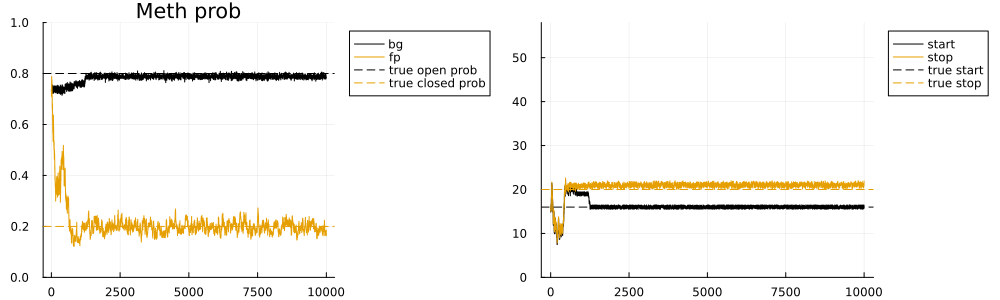 Meth prob
1.0
0.8
0.6
0.4
0.2
0.0
0 2500 5000 7500 10000
bg
fp
true open prob
true closed prob
50
40
30
20
10
0
0 2500 5000 7500 10000
start
stop
true start
true stop